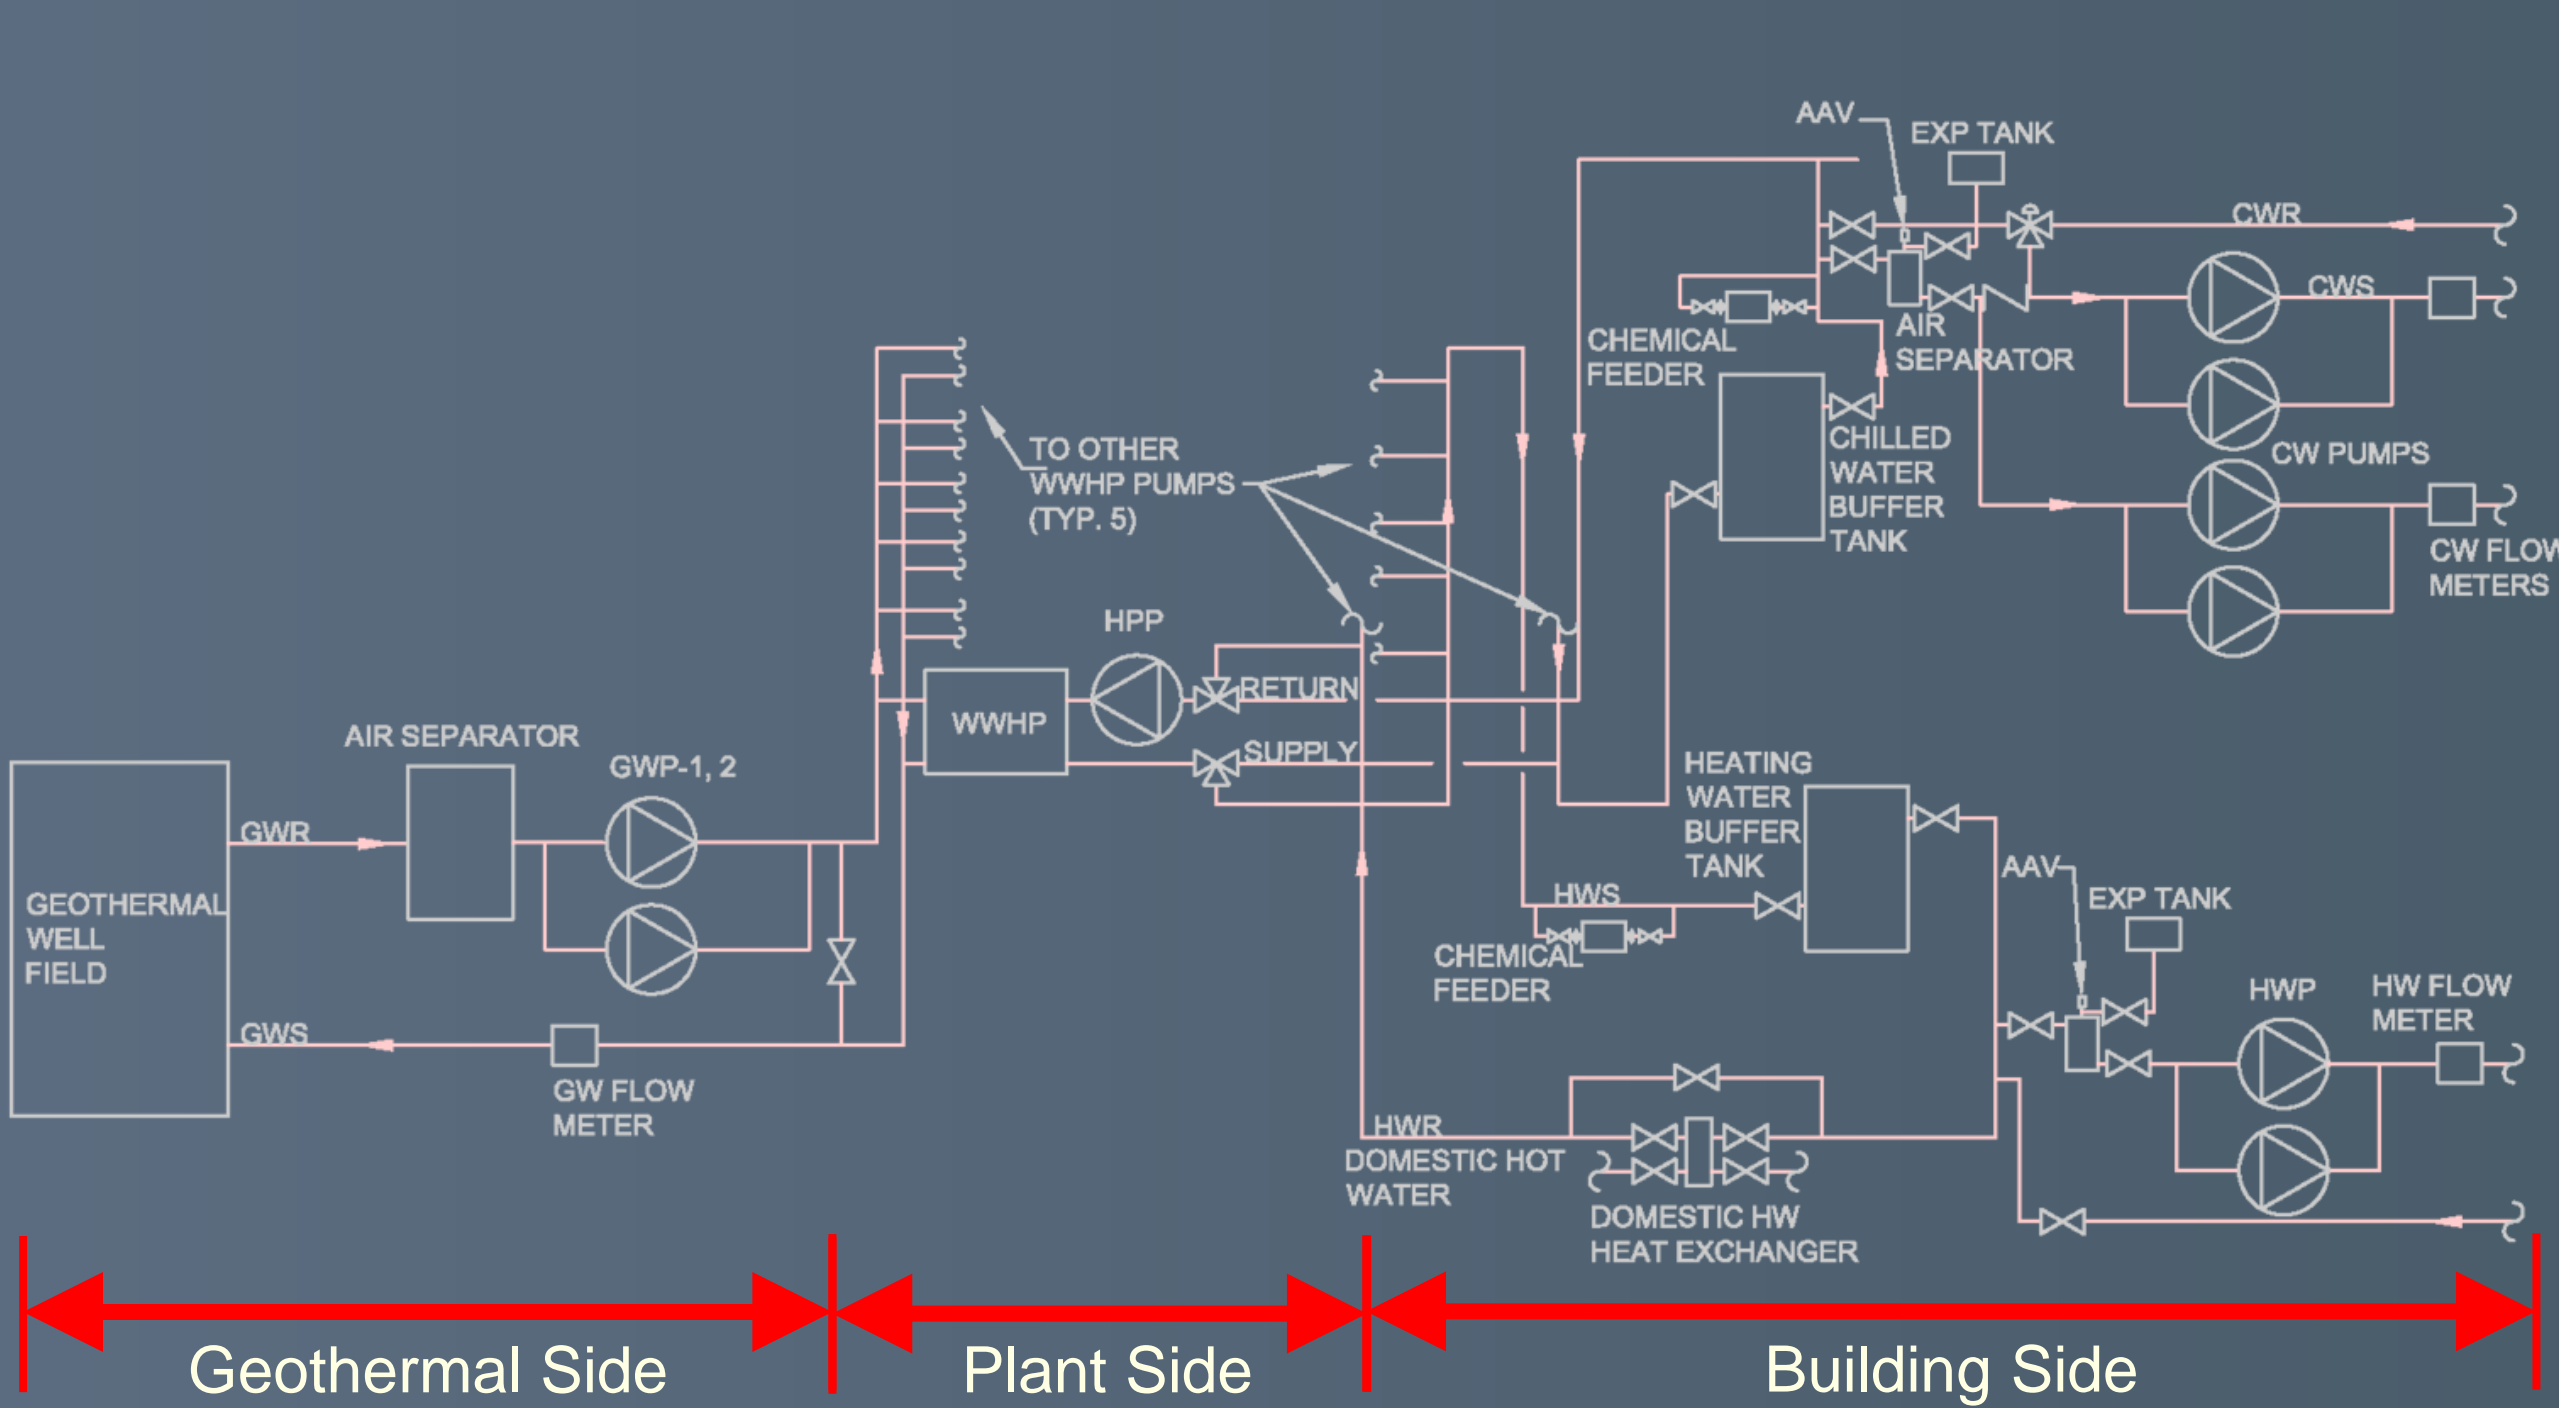 AAV
EXP TANK
CWR
CWS
AIR
SEPARATOR
CHEMICAL
FEEDER
CHILLED
WATER
BUFFER
TANK
CW PUMPS
CW FLOW
METERS
TO OTHER
WWHP PUMPS
(TYP. 5)
HPP
RETURN
WWHP
SUPPLY
AIR SEPARATOR
GWP-1, 2
GWR
GEOTHERMAL
WELL
FIELD
GWS
GW FLOW
METER
HEATING
WATER
BUFFER
TANK
HWS
CHEMICAL
FEEDER
AAV
EXP TANK
HWP
HW FLOW
METER
HWR
DOMESTIC HOT
WATER
DOMESTIC HW
HEAT EXCHANGER
Geothermal Side
Plant Side
Building Side